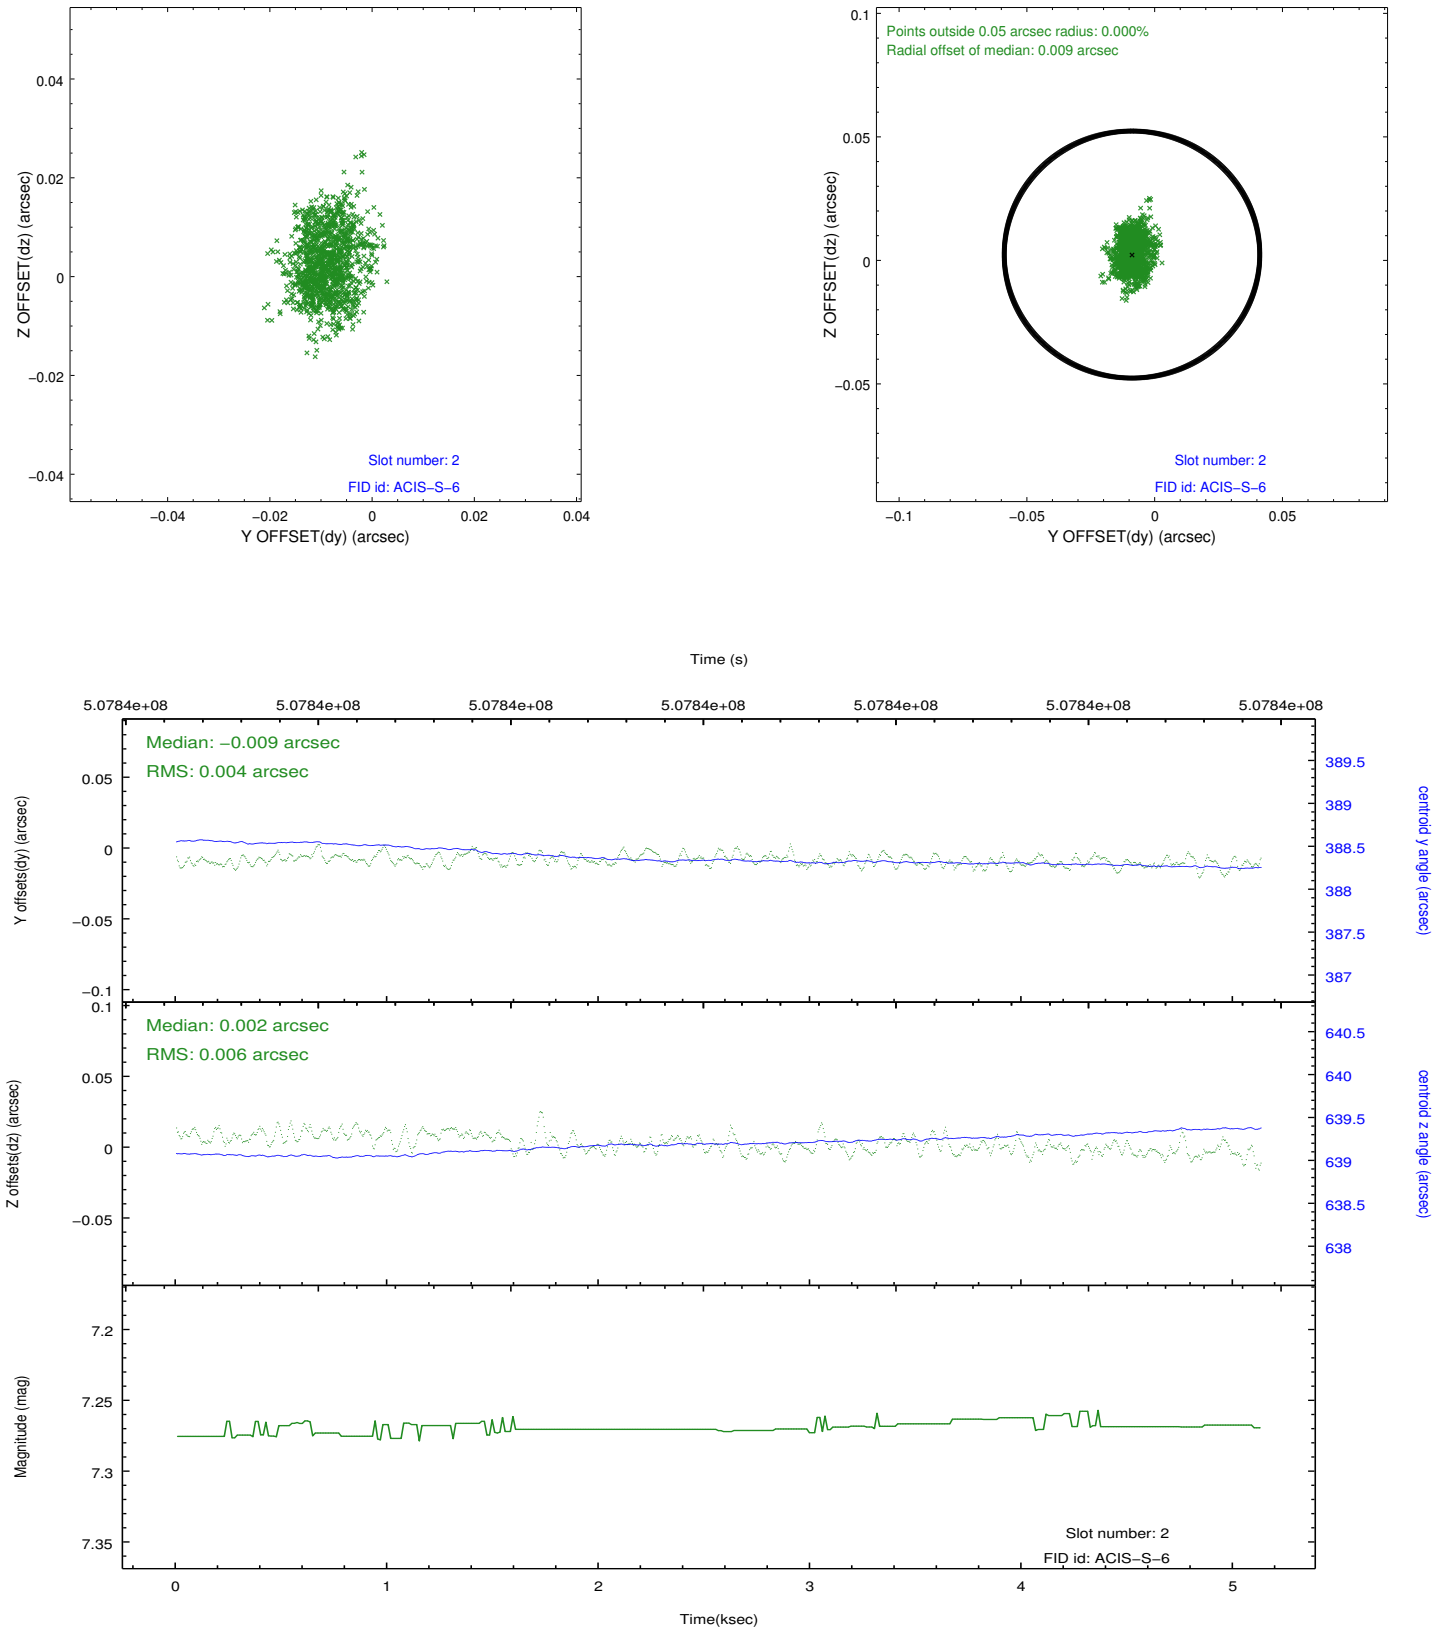 0.04
0.02
0
−0.02
−0.04
Z OFFSET(dz) (arcsec)
Slot number: 2
FID id: ACIS−S−6
−0.04 −0.02 0 0.02 0.04
Y OFFSET(dy) (arcsec)
0.1
0.05
0
−0.05
Z OFFSET(dz) (arcsec)
Points outside 0.05 arcsec radius: 0.000%
Radial offset of median: 0.009 arcsec
Slot number: 2
FID id: ACIS−S−6
−0.1 −0.05 0 0.05
Y OFFSET(dy) (arcsec)
Time (s)
5.0784e+08 5.0784e+08 5.0784e+08 5.0784e+08 5.0784e+08 5.0784e+08 5.0784e+08
Median: −0.009 arcsec
RMS: 0.004 arcsec
0.05
0
−0.05
−0.1
Y offsets(dy) (arcsec)
389.5
389
388.5
388
387.5
387
centroid y angle (arcsec)
Median: 0.002 arcsec
RMS: 0.006 arcsec
0.1
0.05
0
−0.05
Z offsets(dz) (arcsec)
640.5
640
639.5
639
638.5
638
centroid z angle (arcsec)
7.2
7.25
7.3
7.35
Magnitude (mag)
Slot number: 2
FID id: ACIS−S−6
0 1 2 3 4 5
Time(ksec)